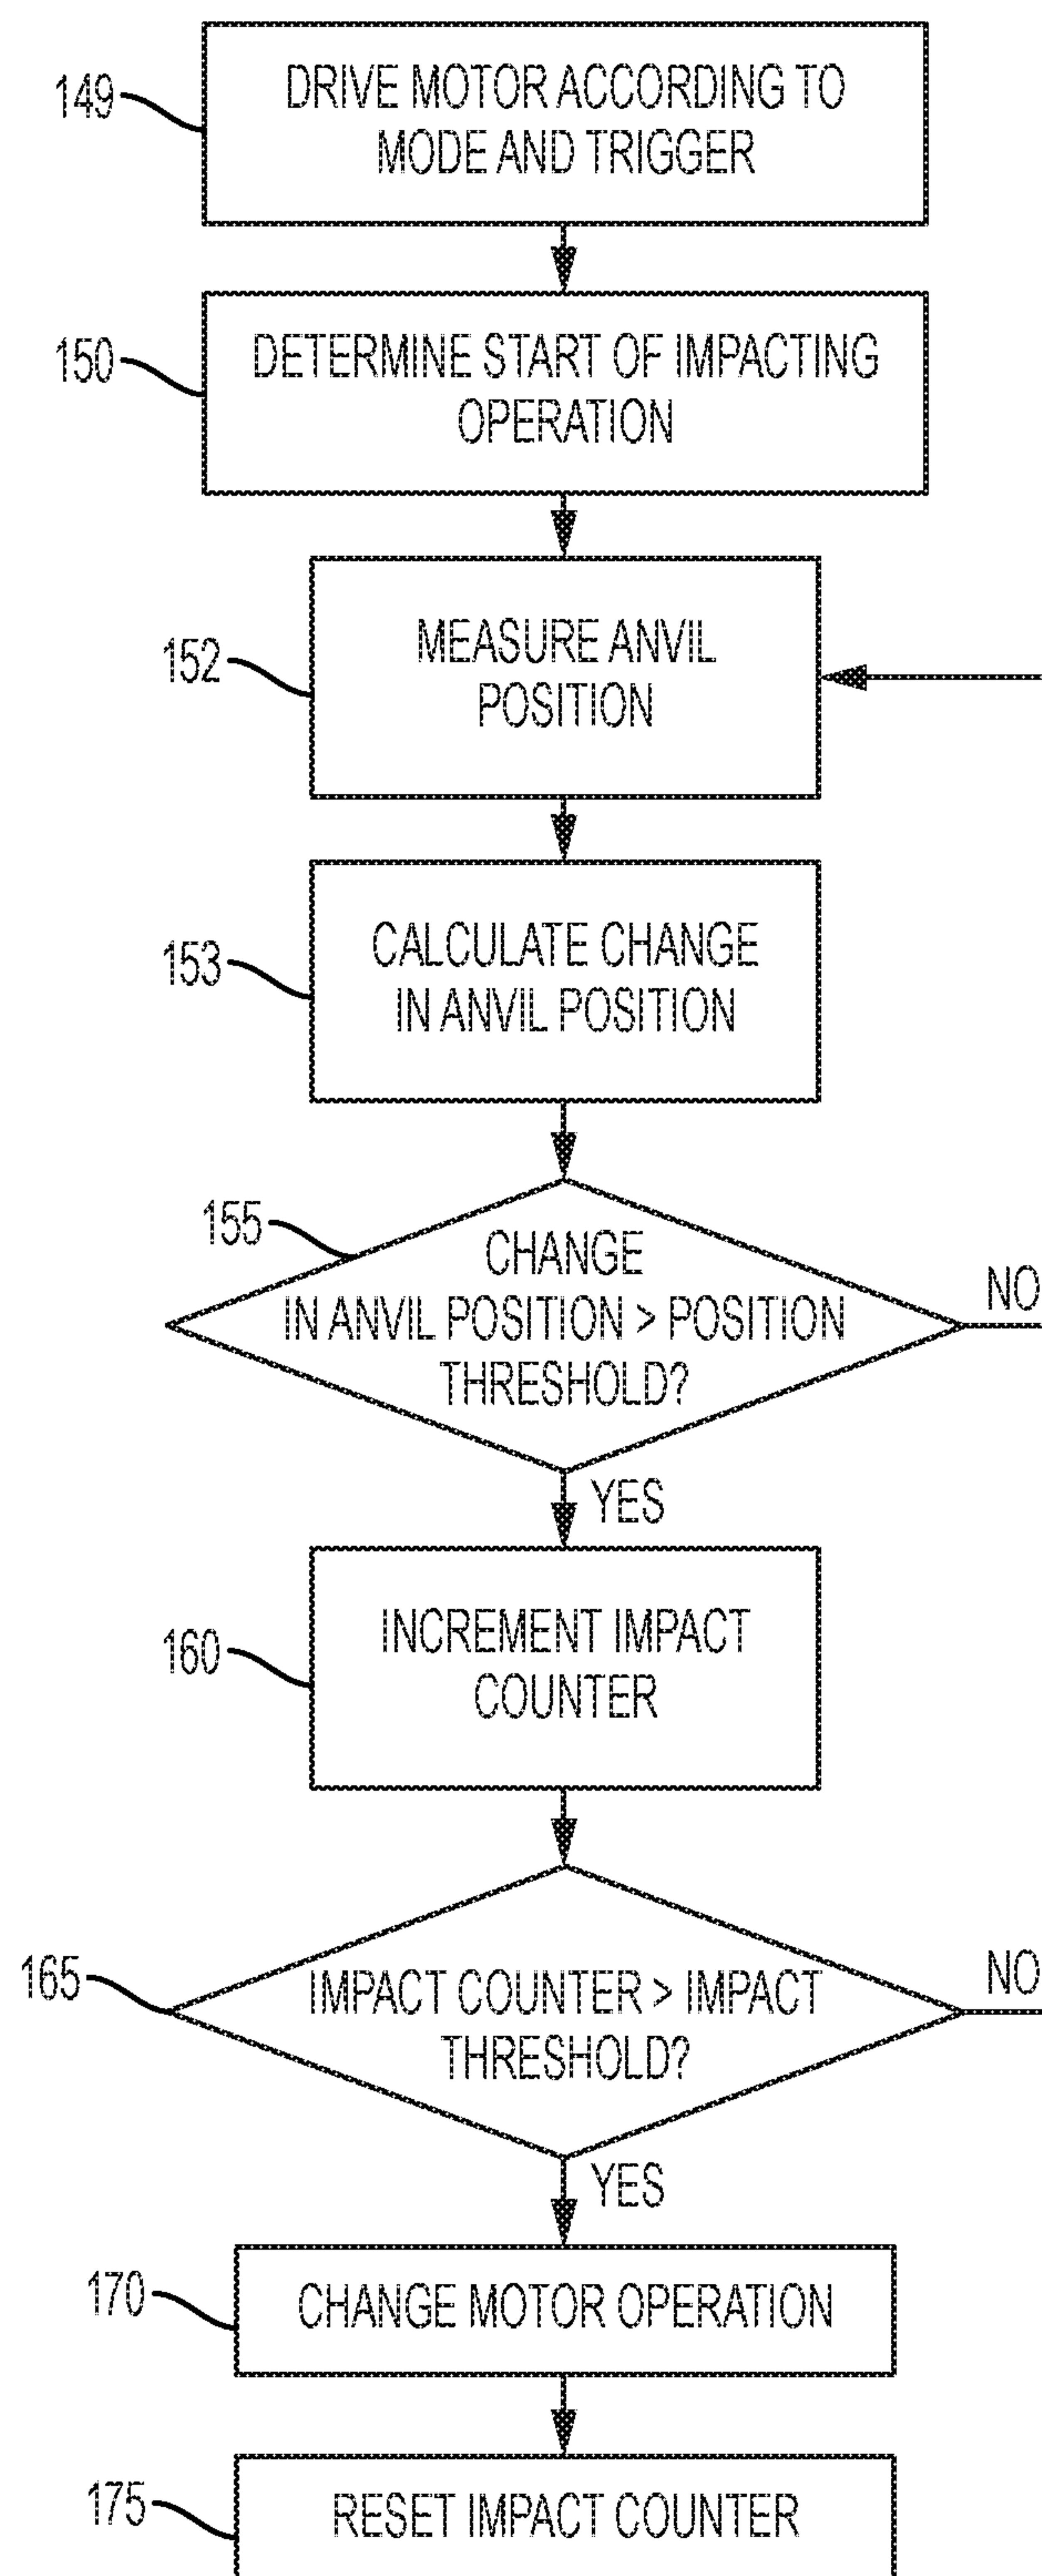 149
DRIVE MOTOR ACCORDING TO
MODE AND TRIGGER
150
DETERMINE START OF IMPACTING
OPERATION
152
MEASURE ANVIL
POSITION
153
CALCULATE CHANGE
IN ANVIL POSITION
155
CHANGE
IN ANVIL POSITION > POSITION
THRESHOLD?
NO
YES
160
INCREMENT IMPACT
COUNTER
165
IMPACT COUNTER > IMPACT
THRESHOLD?
NO
YES
170
CHANGE MOTOR OPERATION
175
RESET IMPACT COUNTER